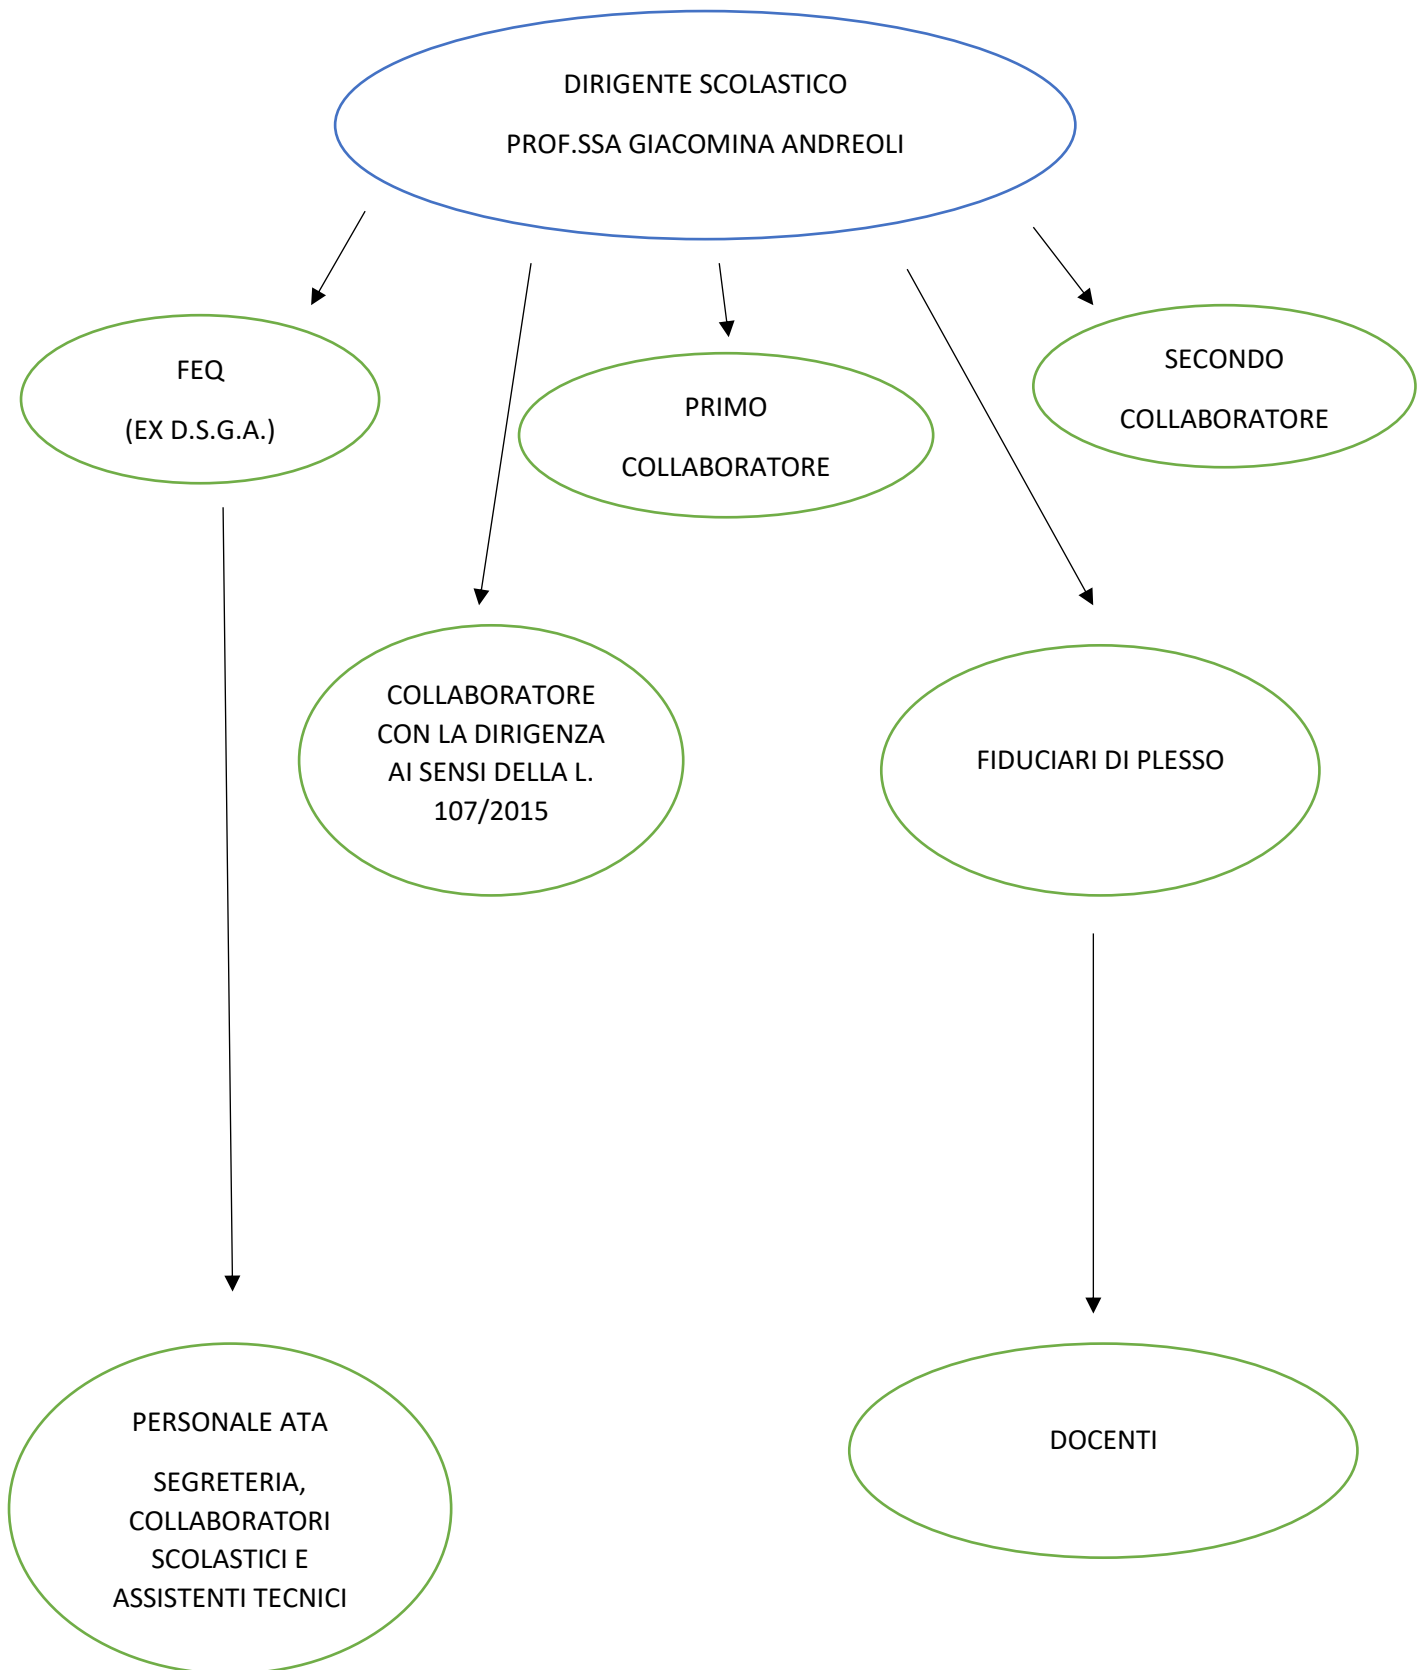 DIRIGENTE SCOLASTICO
PROF.SSA GIACOMINA ANDREOLI
FEQ
(EX D.S.G.A.)
PRIMO
COLLABORATORE
SECONDO
COLLABORATORE
COLLABORATORE
CON LA DIRIGENZA
AI SENSI DELLA L.
107/2015
FIDUCIARI DI PLESSO
PERSONALE ATA
SEGRETERIA,
COLLABORATORI
SCOLASTICI E
ASSISTENTI TECNICI
DOCENTI